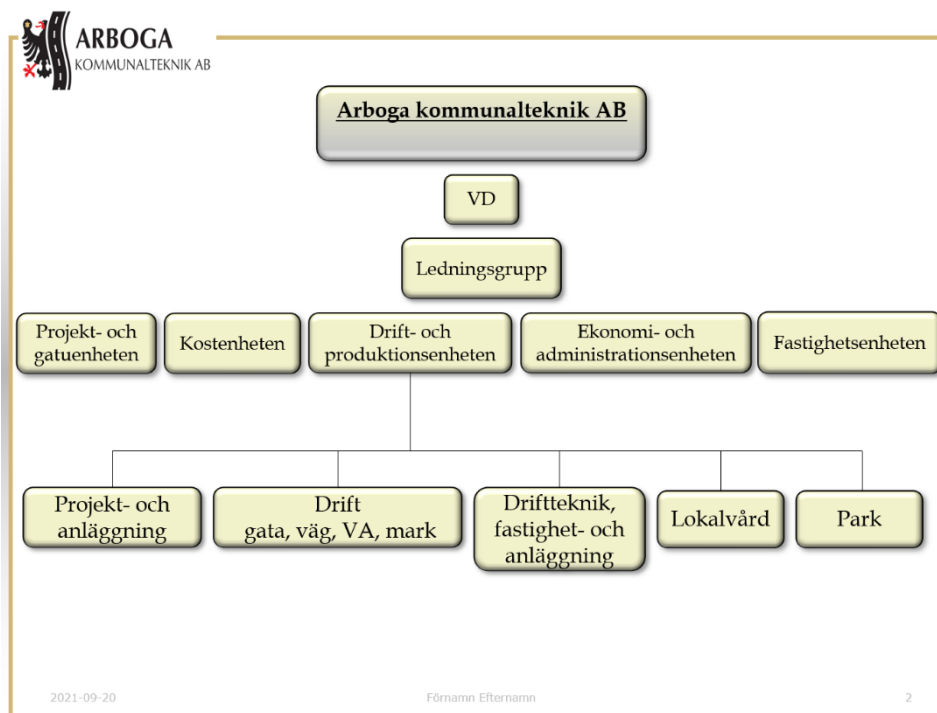 ARBOGA
KOMMUNALTEKNIK AB
Arboga kommunalteknik AB
VD
Ledningsgrupp
Projekt- och
gatuenheten
Kostenheten
Drift- och
produktionsenheten
Ekonomi- och
administrationsenheten
Fastighetsenheten
Projekt- och
anläggning
Drift
gata, väg, VA, mark
Driftteknik,
fastighet- och
anläggning
Lokalvård
Park
2021-09-20
Förnamn Efternamn
2